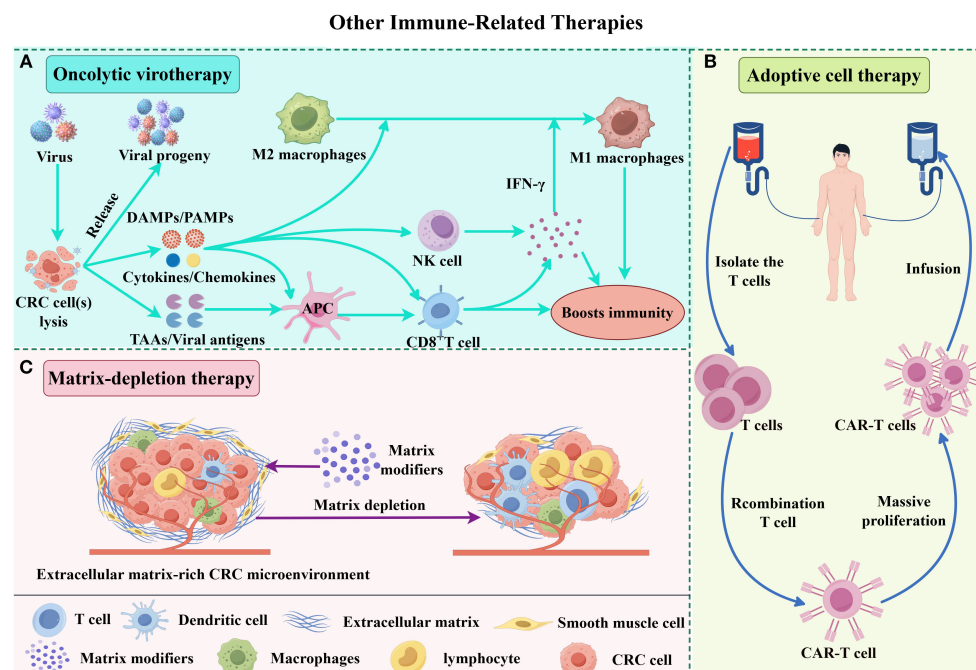 Other Immune-Related Therapies
A
Oncolytic virotherapy
Virus
Viral progeny
M2 macrophages
M1 macrophages
Release
DAMPs/PAMPs
Cytokines/Chemokines
NK cell
IFN-γ
CRC cell(s)
lysis
TAAs/Viral antigens
APC
CD8⁺T cell
Boosts immunity
B
Adoptive cell therapy
Isolate the
T cells
Infusion
T cells
CAR-T cells
Rcombination
T cell
Massive
proliferation
CAR-T cell
C
Matrix-depletion therapy
Matrix
modifiers
Matrix depletion
Extracellular matrix-rich CRC microenvironment
T cell
Dendritic cell
Extracellular matrix
Smooth muscle cell
Matrix modifiers
Macrophages
lymphocyte
CRC cell